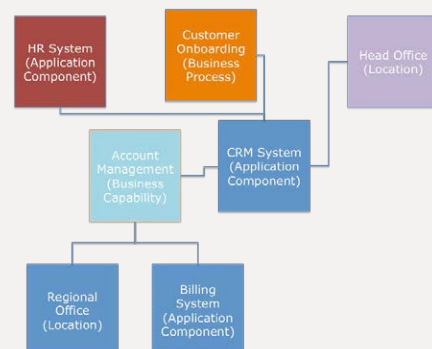 HR System
(Application
Component)
Customer
Onboarding
(Business
Process)
Head Office
(Location)
Account
Management
(Business
Capability)
CRM System
(Application
Component)
Regional
Office
(Location)
Billing
System
(Application
Component)